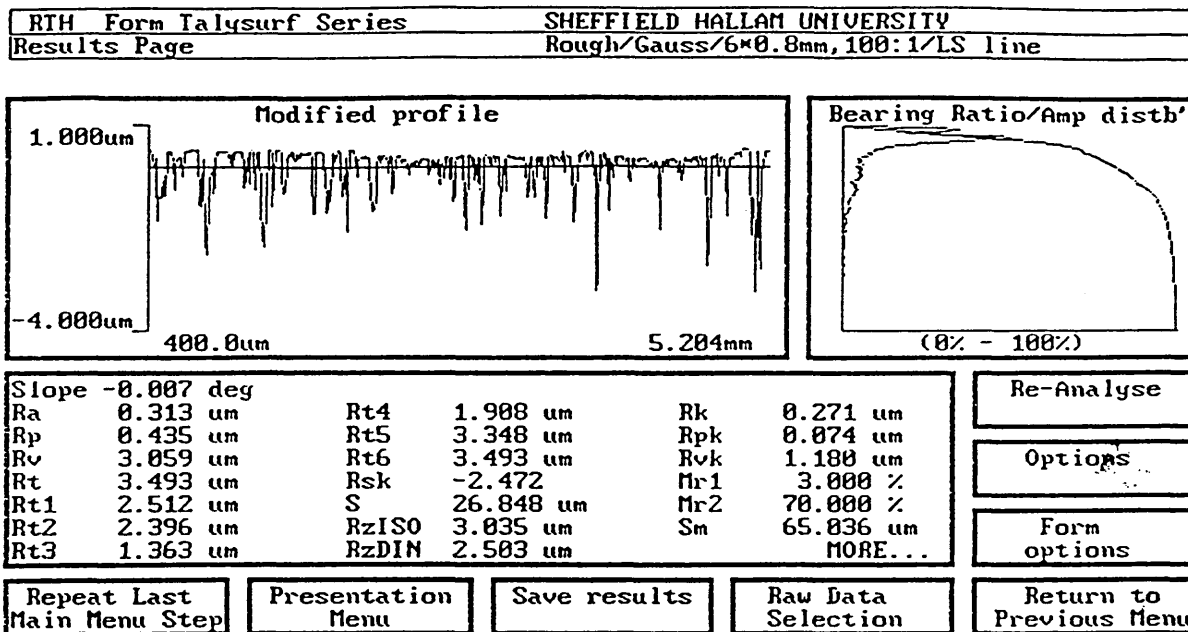 RTH Form Talysurf Series SHEFFIELD HALLAM UNIVERSITY
Results Page Rough/Gauss/6*0.8mm,100:1/LS line
Modified profile
1.000um
-4.000um
400.0um 5.204mm
Bearing Ratio/Amp distb'
(0% - 100%)
Slope -0.007 deg
Ra 0.313 um Rt4 1.908 um Rk 0.271 um
Rp 0.435 um Rt5 3.348 um Rpk 0.074 um
Rv 3.059 um Rt6 3.493 um Rvk 1.180 um
Rt 3.493 um Rsk -2.472 Mr1 3.000 %
Rt1 2.512 um S 26.848 um Mr2 70.000 %
Rt2 2.396 um RzISO 3.035 um Sm 65.036 um
Rt3 1.363 um RzDIN 2.503 um MORE...
Re-Analyse
Options
Form
options
Repeat Last
Main Menu Step
Presentation
Menu
Save results
Raw Data
Selection
Return to
Previous Menu